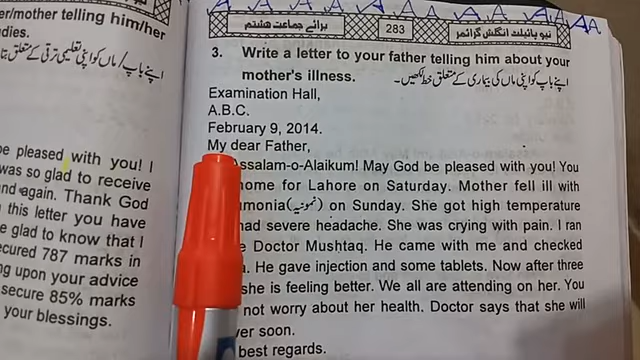 er/mother telling him/her
dies.
A A A A A A A A A A A A
برائے جماعت ہشتم
283
نیو پائیلٹ انگلش گرائمر
3. Write a letter to your father telling him about your
mother's illness.
اپنے باپ کو اپنی ماں کی بیماری کے متعلق خط لکھیں۔
Examination Hall,
A.B.C.
February 9, 2014.
My dear Father,
ssalam-o-Alaikum! May God be pleased with you! You
home for Lahore on Saturday. Mother fell ill with
umonia(نمونیہ) on Sunday. She got high temperature
had severe headache. She was crying with pain. I ran
Doctor Mushtaq. He came with me and checked
. He gave injection and some tablets. Now after three
she is feeling better. We all are attending on her. You
not worry about her health. Doctor says that she will
ver soon.
best regards.
اپنے باپ/ماں کو اپنی تعلیمی ترقی کے متعلق
be pleased with you! I
was so glad to receive
nd again. Thank God
this letter you have
e glad to know that I
cured 787 marks in
ng upon your advice
secure 85% marks
your blessings.